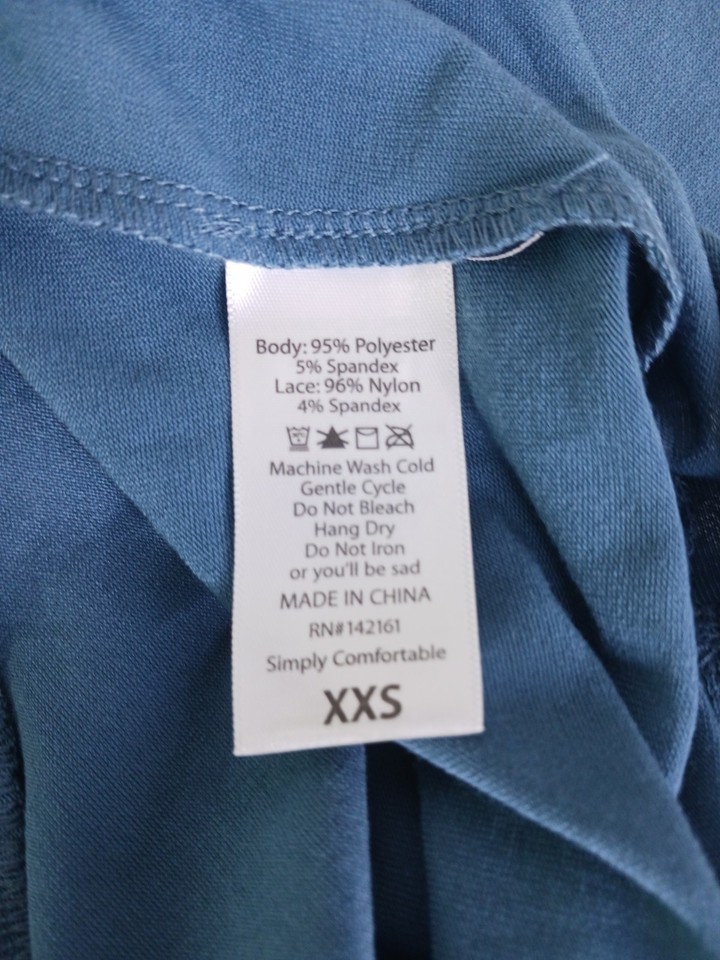 Body: 95% Polyester
5% Spandex
Lace: 96% Nylon
4% Spandex
Machine Wash Cold
Gentle Cycle
Do Not Bleach
Hang Dry
Do Not Iron
or you'll be sad
MADE IN CHINA
RN#142161
Simply Comfortable
XXS